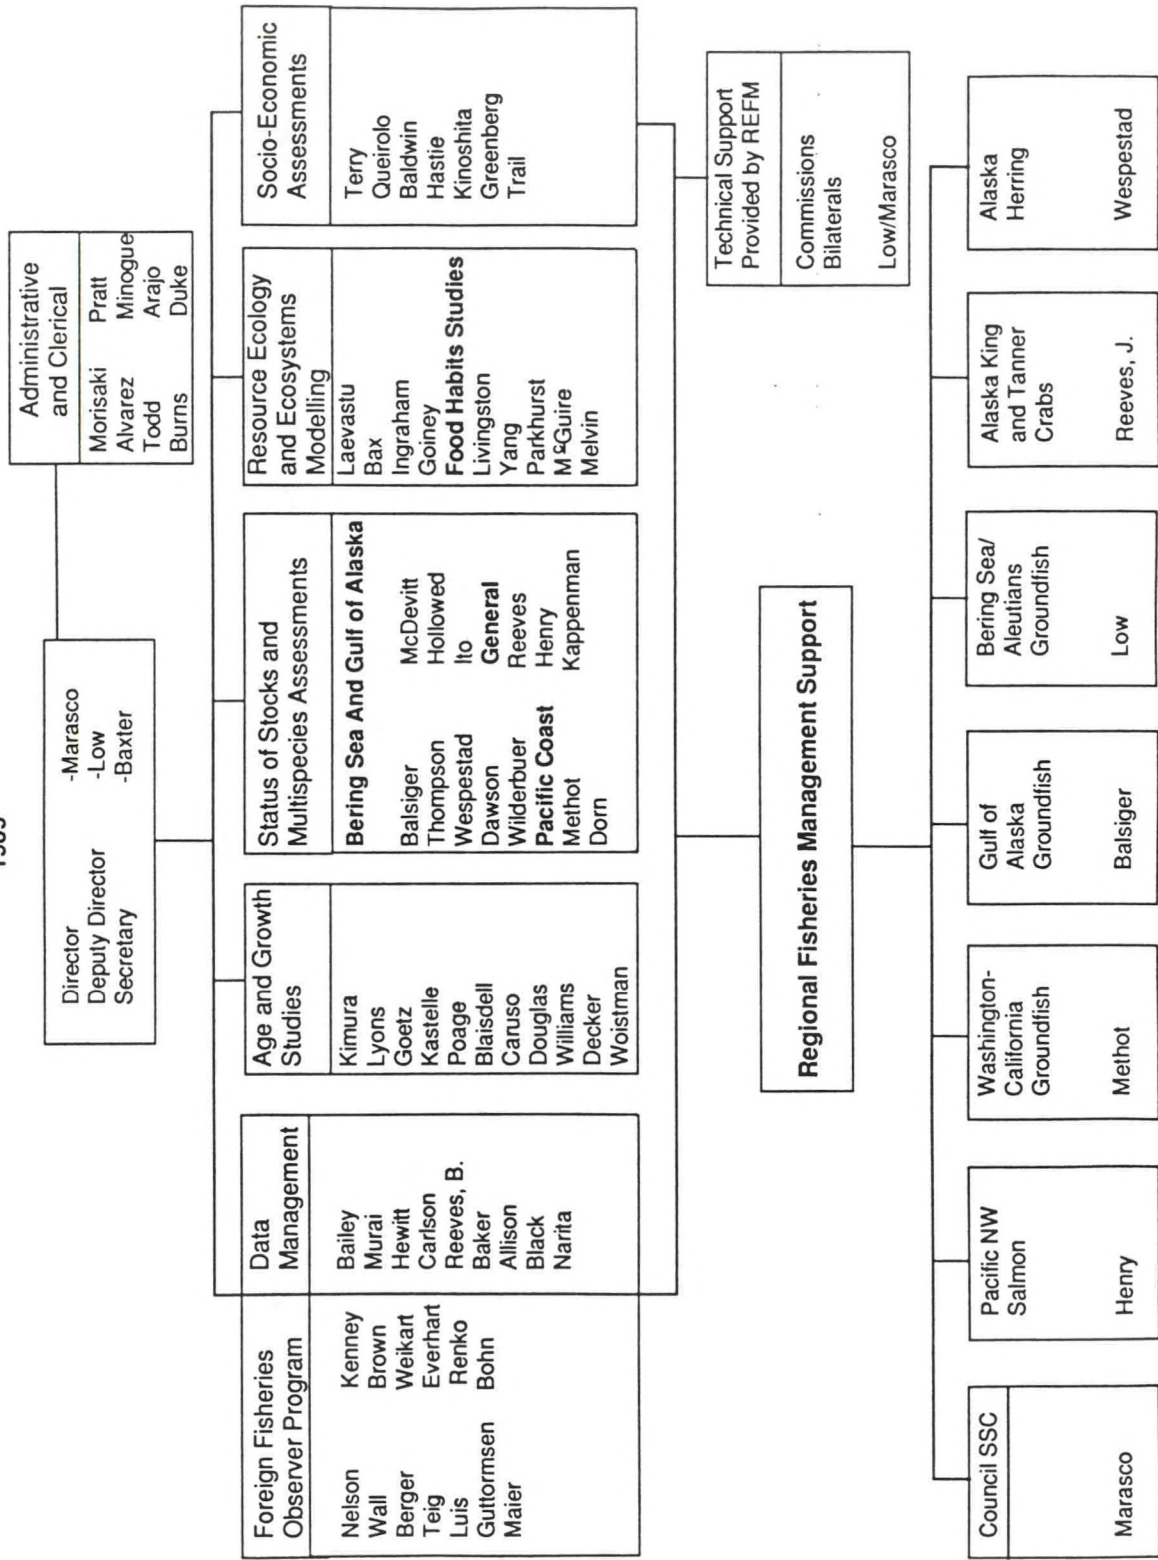 Director -Marasco
Deputy Director -Low
Secretary -Baxter
Administrative
and Clerical
Morisaki Pratt
Alvarez Minogue
Todd Arajo
Burns Duke
Foreign Fisheries
Observer Program
Nelson Kenney
Wall Brown
Berger Weikart
Teig Everhart
Luis Renko
Guttormsen Bohn
Maier
Data
Management
Bailey
Murai
Hewitt
Carlson
Reeves, B.
Baker
Allison
Black
Narita
Age and Growth
Studies
Kimura
Lyons
Goetz
Kastelle
Poage
Blaisdell
Caruso
Douglas
Williams
Decker
Woistman
Status of Stocks and
Multispecies Assessments
Bering Sea And Gulf of Alaska
Balsiger McDevitt
Thompson Hollowed
Wespestad Ito
Dawson General
Wilderbuer Reeves
Pacific Coast Henry
Methot Kappenman
Dorn
Resource Ecology
and Ecosystems
Modelling
Laevastu
Bax
Ingraham
Goiney
Food Habits Studies
Livingston
Yang
Parkhurst
McGuire
Melvin
Socio-Economic
Assessments
Terry
Queirolo
Baldwin
Hastie
Kinoshita
Greenberg
Trail
Technical Support
Provided by REFM
Commissions
Bilaterals
Low/Marasco
Regional Fisheries Management Support
Council SSC
Marasco
Pacific NW
Salmon
Henry
Washington-
California
Groundfish
Methot
Gulf of
Alaska
Groundfish
Balsiger
Bering Sea/
Aleutians
Groundfish
Low
Alaska King
and Tanner
Crabs
Reeves, J.
Alaska
Herring
Wespestad